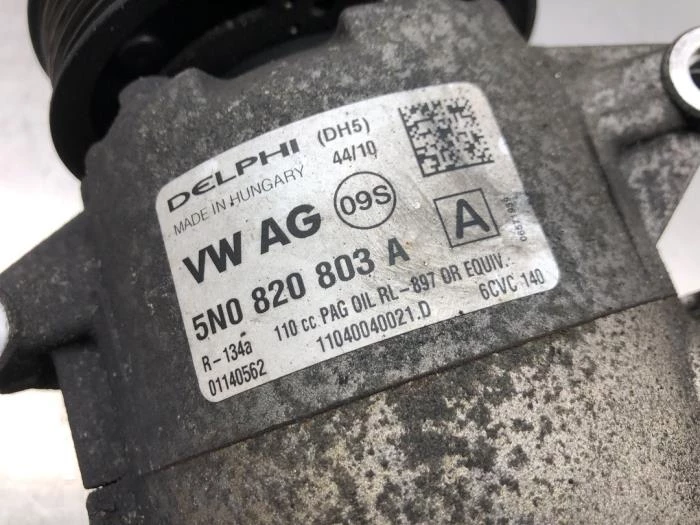 DELPHI (DH5)
MADE IN HUNGARY 44/10
VW AG 09S A
5N0 820 803 A
R-134a 110 cc. PAG OIL RL-897 OR EQUIV.
01140562 11040040021.D 6CVC 140